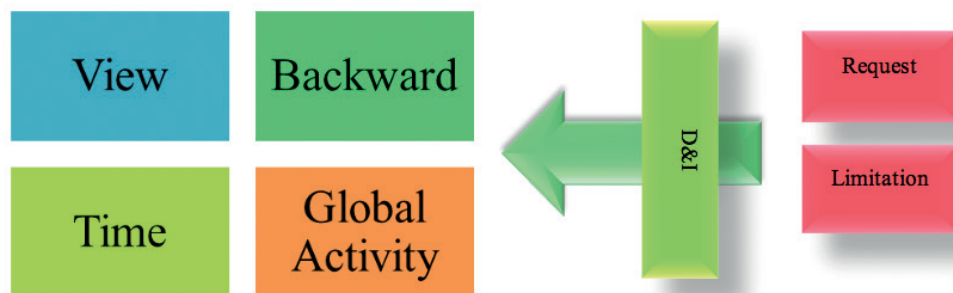 View
Backward
Time
Global
Activity
D&I
Request
Limitation